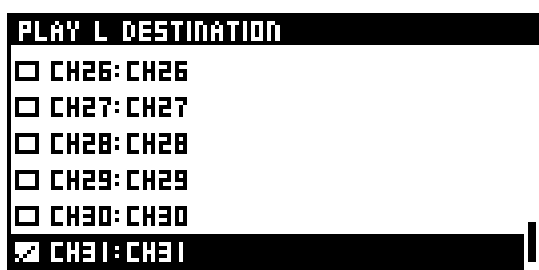 PLAY L DESTINATION
CH26:CH26
CH27:CH27
CH28:CH28
CH29:CH29
CH30:CH30
CH31:CH31